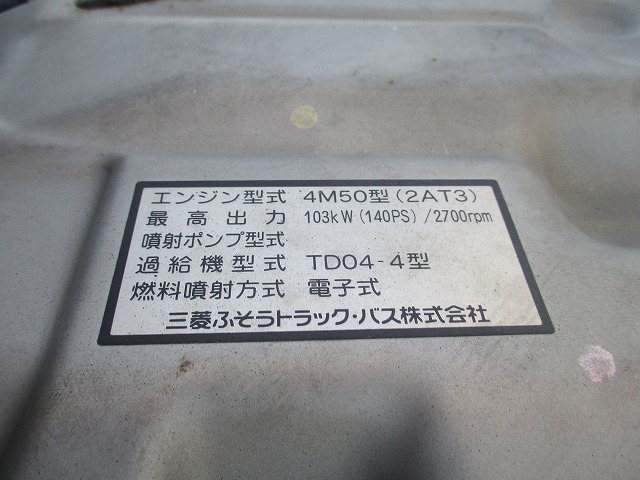 エンジン型式 4M50型(2AT3)
最高出力 103kW(140PS)/2700rpm
噴射ポンプ型式
過給機型式 TD04-4型
燃料噴射方式 電子式
三菱ふそうトラック・バス株式会社